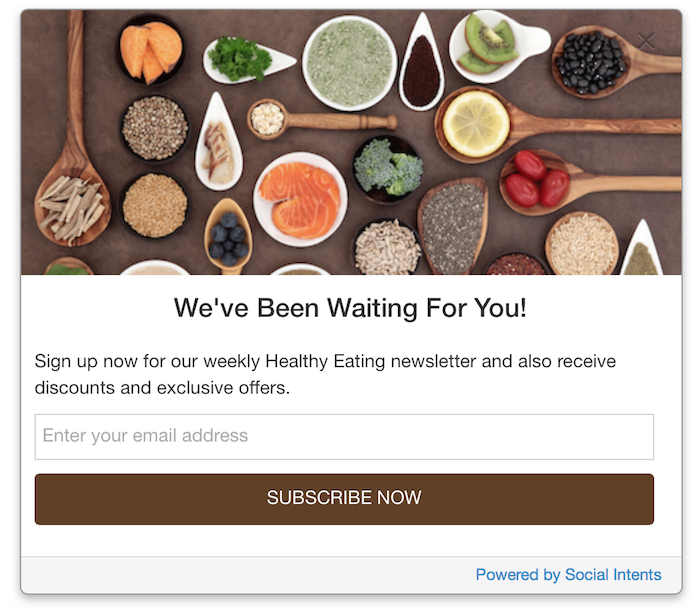 We've Been Waiting For You!
Sign up now for our weekly Healthy Eating newsletter and also receive
discounts and exclusive offers.
Enter your email address
SUBSCRIBE NOW
Powered by Social Intents